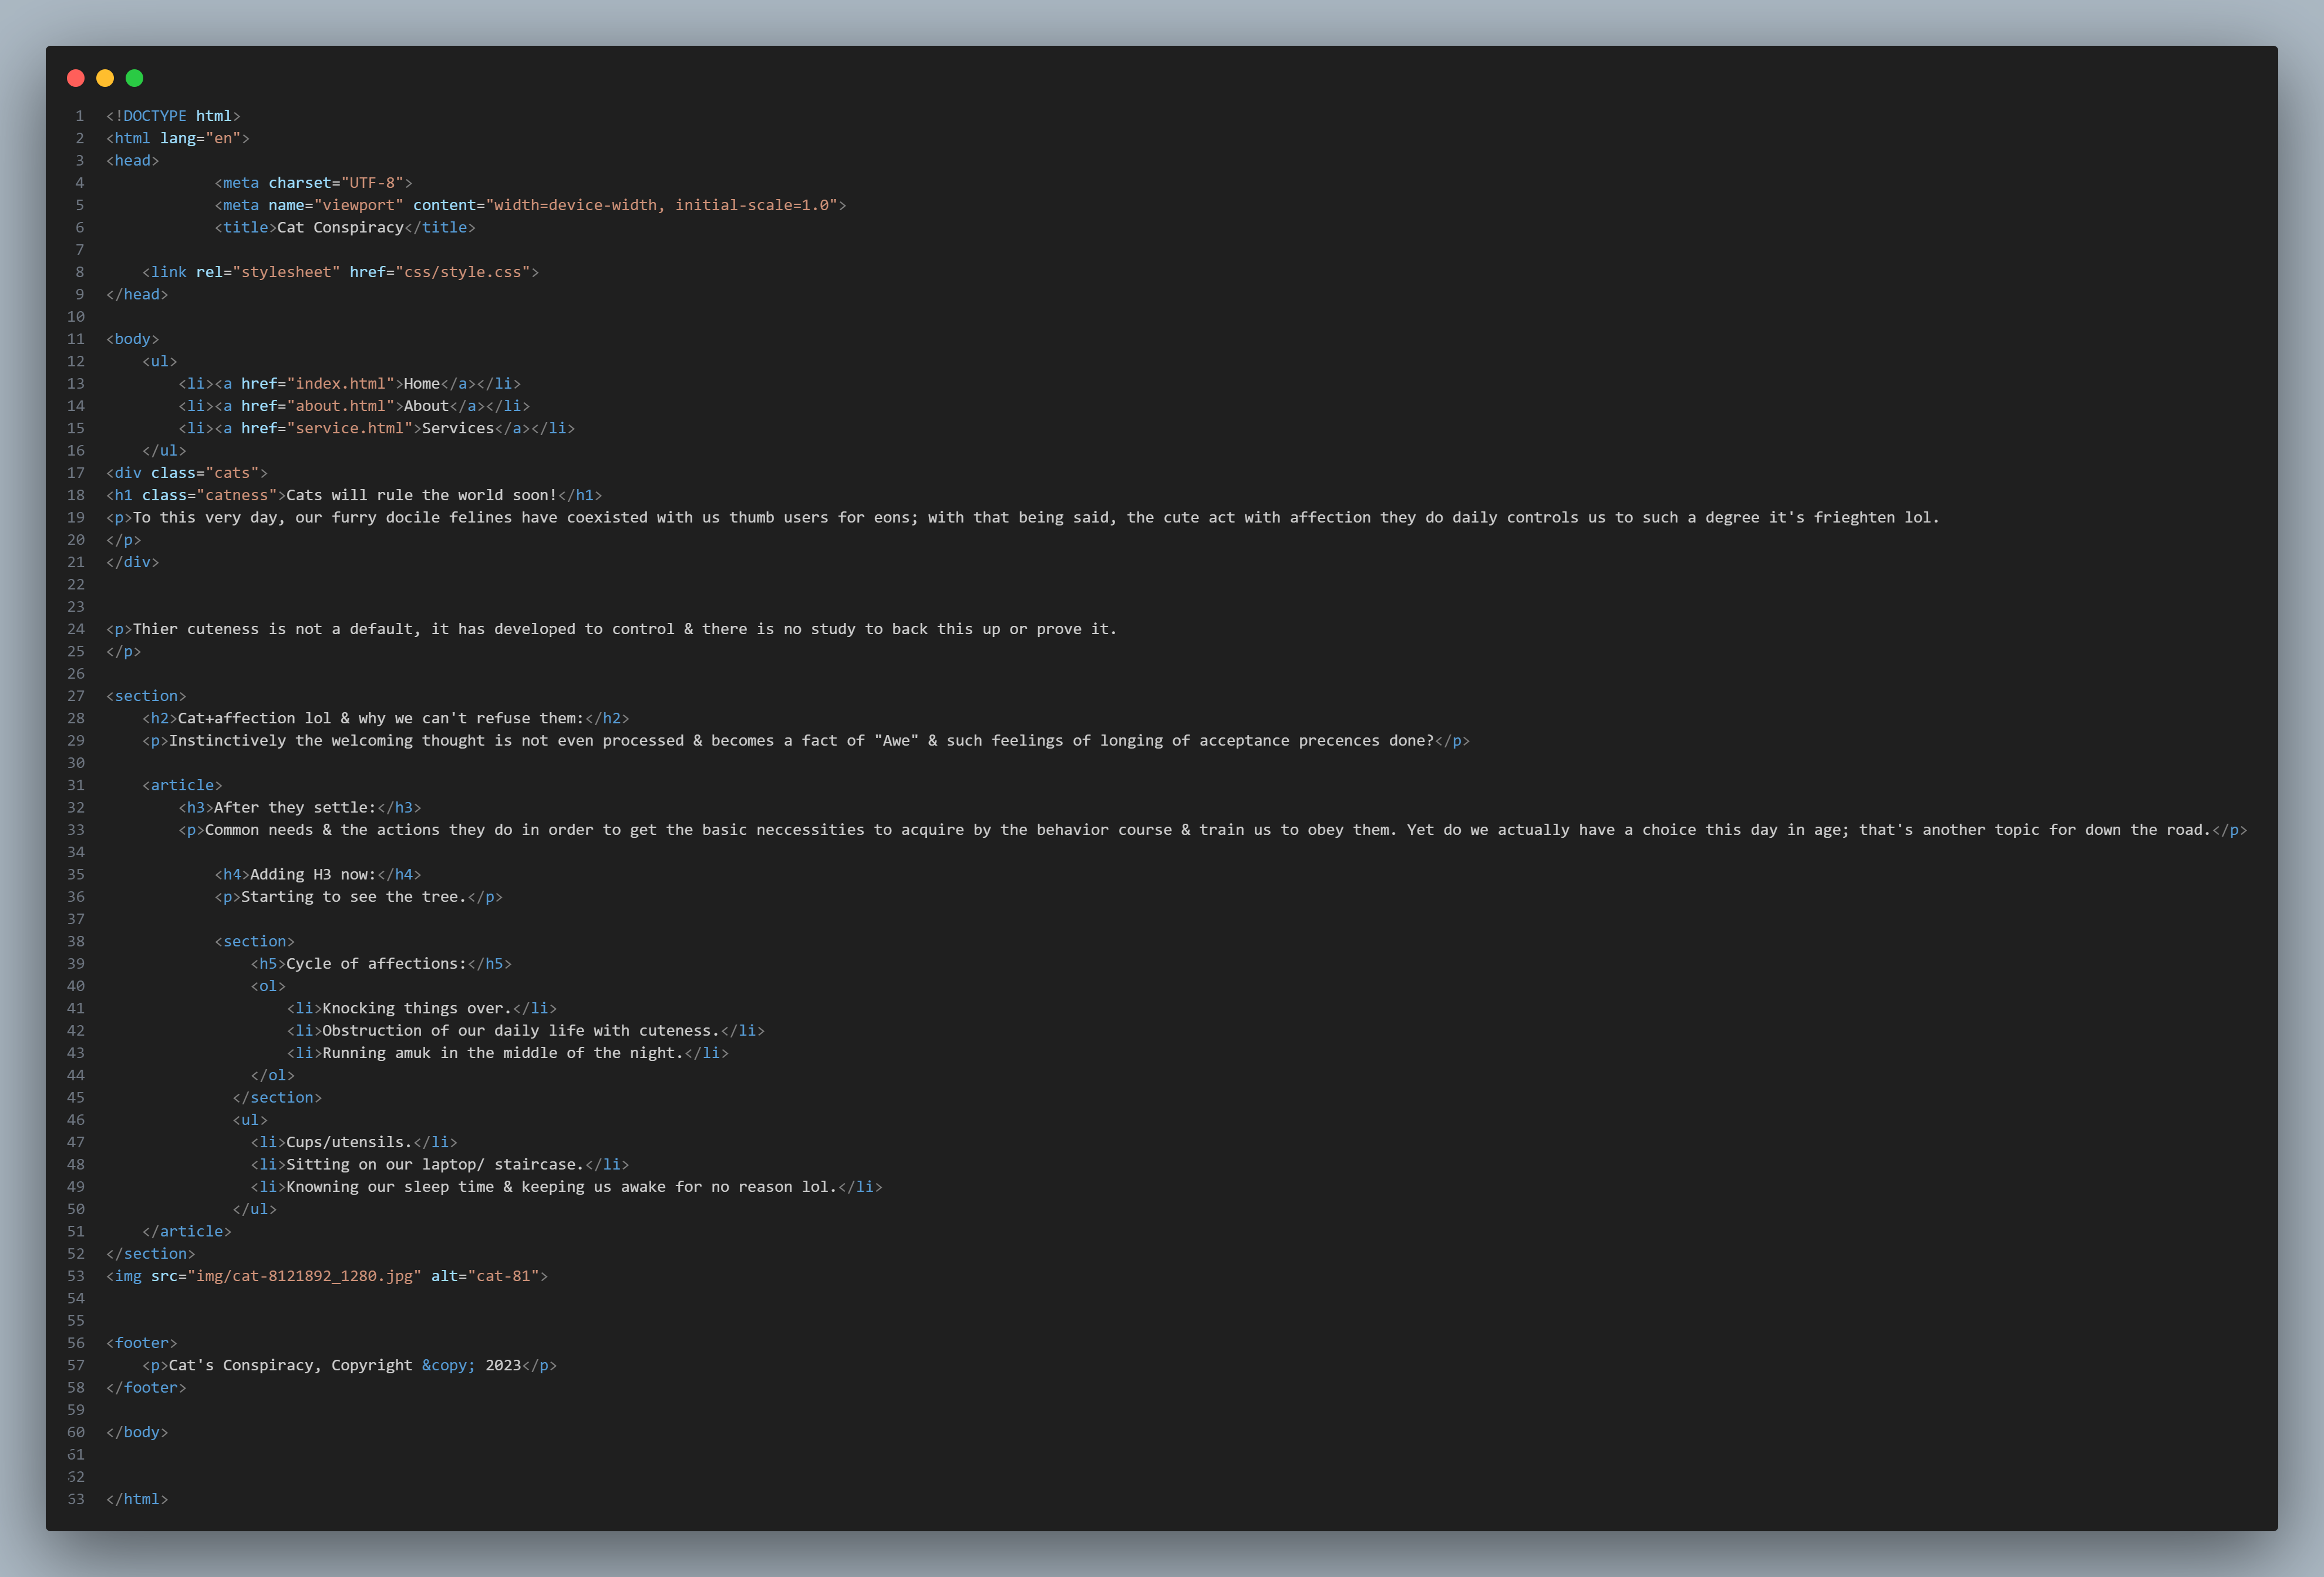 1 <!DOCTYPE html>
2 <html lang="en">
3 <head>
4             <meta charset="UTF-8">
5             <meta name="viewport" content="width=device-width, initial-scale=1.0">
6             <title>Cat Conspiracy</title>
7
8     <link rel="stylesheet" href="css/style.css">
9 </head>
10
11 <body>
12     <ul>
13         <li><a href="index.html">Home</a></li>
14         <li><a href="about.html">About</a></li>
15         <li><a href="service.html">Services</a></li>
16     </ul>
17 <div class="cats">
18 <h1 class="catness">Cats will rule the world soon!</h1>
19 <p>To this very day, our furry docile felines have coexisted with us thumb users for eons; with that being said, the cute act with affection they do daily controls us to such a degree it's frieghten lol.
20 </p>
21 </div>
22
23
24 <p>Thier cuteness is not a default, it has developed to control & there is no study to back this up or prove it.
25 </p>
26
27 <section>
28     <h2>Cat+affection lol & why we can't refuse them:</h2>
29     <p>Instinctively the welcoming thought is not even processed & becomes a fact of "Awe" & such feelings of longing of acceptance precences done?</p>
30
31     <article>
32         <h3>After they settle:</h3>
33         <p>Common needs & the actions they do in order to get the basic neccessities to acquire by the behavior course & train us to obey them. Yet do we actually have a choice this day in age; that's another topic for down the road.</p>
34
35             <h4>Adding H3 now:</h4>
36             <p>Starting to see the tree.</p>
37
38             <section>
39                 <h5>Cycle of affections:</h5>
40                 <ol>
41                     <li>Knocking things over.</li>
42                     <li>Obstruction of our daily life with cuteness.</li>
43                     <li>Running amuk in the middle of the night.</li>
44                 </ol>
45               </section>
46               <ul>
47                 <li>Cups/utensils.</li>
48                 <li>Sitting on our laptop/ staircase.</li>
49                 <li>Knowning our sleep time & keeping us awake for no reason lol.</li>
50               </ul>
51     </article>
52 </section>
53 <img src="img/cat-8121892_1280.jpg" alt="cat-81">
54
55
56 <footer>
57     <p>Cat's Conspiracy, Copyright &copy; 2023</p>
58 </footer>
59
60 </body>
61
62
63 </html>